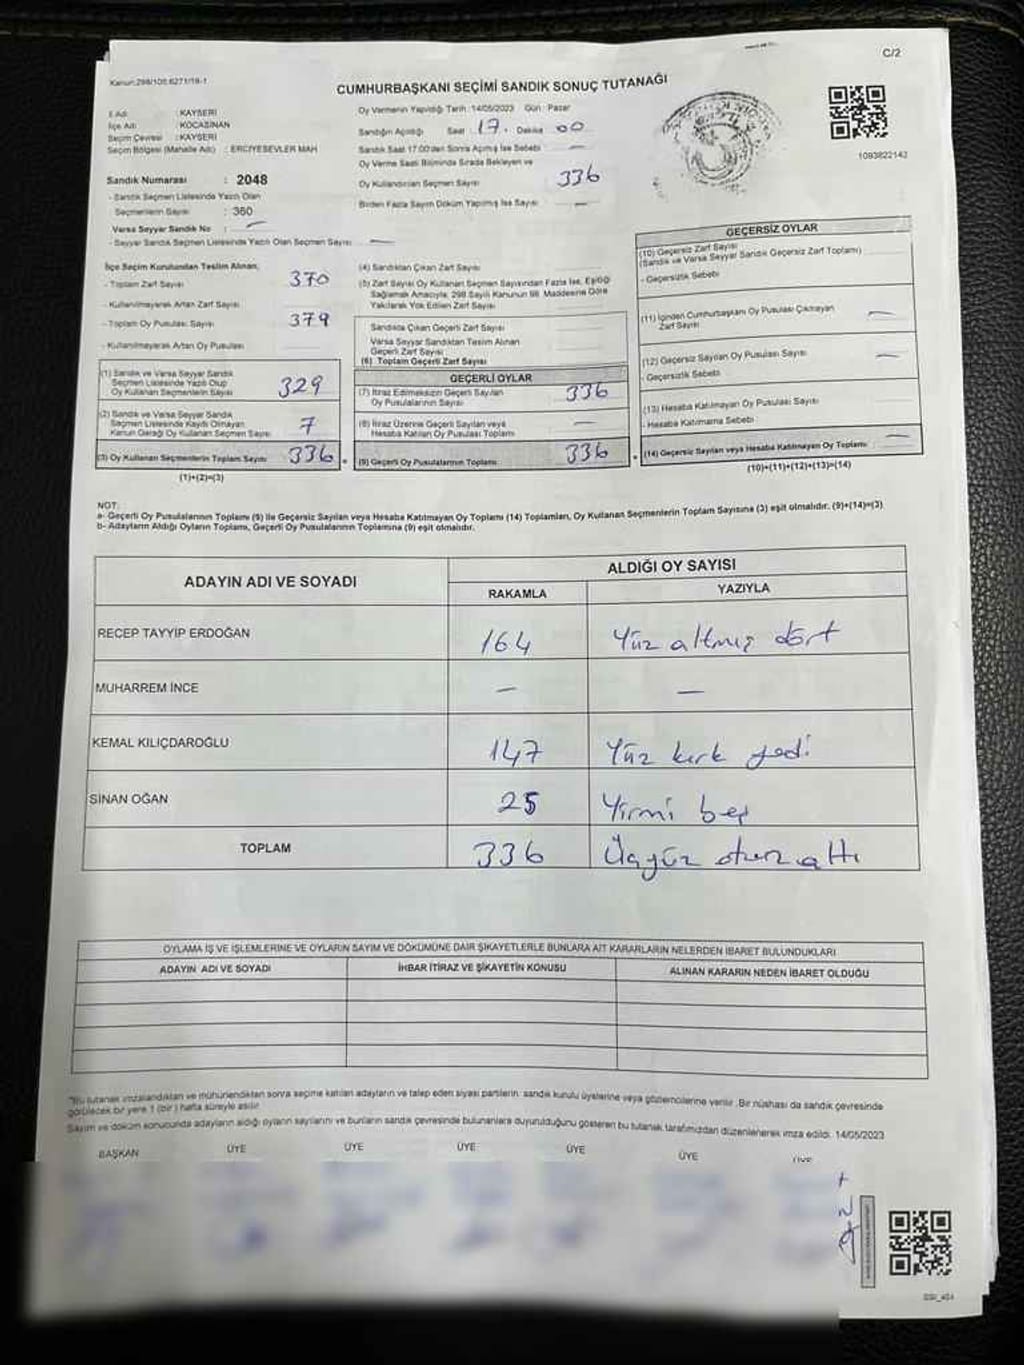 C/2
Kanun:298/105:6271/19-1
CUMHURBAŞKANI SEÇİMİ SANDIK SONUÇ TUTANAĞI
İl Adı : KAYSERİ
İlçe Adı : KOCASİNAN
Seçim Çevresi : KAYSERİ
Seçim Bölgesi (Mahalle Adı) : ERCİYESEVLER MAH
Oy Vermenin Yapıldığı Tarih :14/05/2023 Gün : Pazar
Sandığın Açıldığı Saat 17. Dakika 00
Sandık Saat 17:00'den Sonra Açılmış İse Sebebi —
Oy Verme Saati Bitiminde Sırada Bekleyen ve
Oy Kullandırılan Seçmen Sayısı 336
Birden Fazla Sayım Döküm Yapılmış İse Sayısı —
1093822142
Sandık Numarası : 2048
- Sandık Seçmen Listesinde Yazılı Olan
Seçmenlerin Sayısı : 360
Varsa Seyyar Sandık No : —
- Seyyar Sandık Seçmen Listesinde Yazılı Olan Seçmen Sayısı : —
İlçe Seçim Kurulundan Teslim Alınan;
- Toplam Zarf Sayısı 370
- Kullanılmayarak Artan Zarf Sayısı
- Toplam Oy Pusulası Sayısı 379
- Kullanılmayarak Artan Oy Pusulası
(1) Sandık ve Varsa Seyyar Sandık
Seçmen Listesinde Yazılı Olup
Oy Kullanan Seçmenlerin Sayısı 329
(2) Sandık ve Varsa Seyyar Sandık
Seçmen Listesinde Kaydı Olmayan
Kanun Gereği Oy Kullanan Seçmen Sayısı 7
(3) Oy Kullanan Seçmenlerin Toplam Sayısı 336
(1)+(2)=(3)
(4) Sandıktan Çıkan Zarf Sayısı
(5) Zarf Sayısı Oy Kullanan Seçmen Sayısından Fazla İse, Eşitliği
Sağlamak Amacıyla, 298 Sayılı Kanunun 98. Maddesine Göre
Yakılarak Yok Edilen Zarf Sayısı
Sandıkta Çıkan Geçerli Zarf Sayısı
Varsa Seyyar Sandıktan Teslim Alınan
Geçerli Zarf Sayısı
(6) Toplam Geçerli Zarf Sayısı
GEÇERLİ OYLAR
(7) İtiraz Edilmeksizin Geçerli Sayılan
Oy Pusulalarının Sayısı 336
(8) İtiraz Üzerine Geçerli Sayılan veya
Hesaba Katılan Oy Pusulası Toplamı —
(9) Geçerli Oy Pusulalarının Toplamı 336
GEÇERSİZ OYLAR
(10) Geçersiz Zarf Sayısı
(Sandık ve Varsa Seyyar Sandık Geçersiz Zarf Toplamı)
- Geçersizlik Sebebi
(11) İçinden Cumhurbaşkanı Oy Pusulası Çıkmayan
Zarf Sayısı —
(12) Geçersiz Sayılan Oy Pusulası Sayısı —
- Geçersizlik Sebebi
(13) Hesaba Katılmayan Oy Pusulası Sayısı
- Hesaba Katılmama Sebebi
(14) Geçersiz Sayılan veya Hesaba Katılmayan Oy Toplamı —
(10)+(11)+(12)+(13)=(14)
NOT:
a- Geçerli Oy Pusulalarının Toplamı (9) ile Geçersiz Sayılan veya Hesaba Katılmayan Oy Toplamı (14) Toplamları, Oy Kullanan Seçmenlerin Toplam Sayısına (3) eşit olmalıdır. (9)+(14)=(3)
b- Adayların Aldığı Oyların Toplamı, Geçerli Oy Pusulalarının Toplamına (9) eşit olmalıdır.
ADAYIN ADI VE SOYADI
ALDIĞI OY SAYISI
RAKAMLA YAZIYLA
RECEP TAYYİP ERDOĞAN 164 Yüz altmış dört
MUHARREM İNCE — —
KEMAL KILIÇDAROĞLU 147 Yüz kırk yedi
SİNAN OĞAN 25 Yirmi beş
TOPLAM 336 Üçyüz otuz altı
OYLAMA İŞ VE İŞLEMLERİNE VE OYLARIN SAYIM VE DÖKÜMÜNE DAİR ŞİKAYETLERLE BUNLARA AİT KARARLARIN NELERDEN İBARET BULUNDUKLARI
ADAYIN ADI VE SOYADI İHBAR İTİRAZ VE ŞİKAYETİN KONUSU ALINAN KARARIN NEDEN İBARET OLDUĞU
"Bu tutanak imzalandıktan ve mühürlendikten sonra seçime katılan adayların ve talep eden siyasi partilerin sandık kurulu üyelerine veya gözlemcilerine verilir .Bir nüshası da sandık çevresinde
görülecek bir yere 1 (bir ) hafta süreyle asılır.
Sayım ve döküm sonucunda adayların aldığı oyların sayılarını ve bunların sandık çevresinde bulunanlara duyurulduğunu gösteren bu tutanak tarafımızdan düzenlenerek imza edildi. 14/05/2023
BAŞKAN ÜYE ÜYE ÜYE ÜYE ÜYE ÜYE